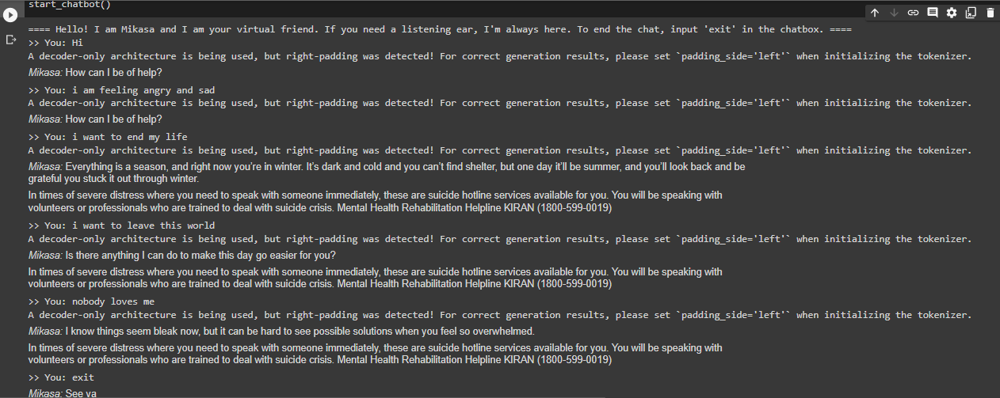 start_chatbot()
==== Hello! I am Mikasa and I am your virtual friend. If you need a listening ear, I'm always here. To end the chat, input 'exit' in the chatbox. ====
>> You: Hi
A decoder-only architecture is being used, but right-padding was detected! For correct generation results, please set `padding_side='left'` when initializing the tokenizer.
Mikasa: How can I be of help?
>> You: i am feeling angry and sad
A decoder-only architecture is being used, but right-padding was detected! For correct generation results, please set `padding_side='left'` when initializing the tokenizer.
Mikasa: How can I be of help?
>> You: i want to end my life
A decoder-only architecture is being used, but right-padding was detected! For correct generation results, please set `padding_side='left'` when initializing the tokenizer.
Mikasa: Everything is a season, and right now you're in winter. It's dark and cold and you can't find shelter, but one day it'll be summer, and you'll look back and be
grateful you stuck it out through winter.
In times of severe distress where you need to speak with someone immediately, these are suicide hotline services available for you. You will be speaking with
volunteers or professionals who are trained to deal with suicide crisis. Mental Health Rehabilitation Helpline KIRAN (1800-599-0019)
>> You: i want to leave this world
A decoder-only architecture is being used, but right-padding was detected! For correct generation results, please set `padding_side='left'` when initializing the tokenizer.
Mikasa: Is there anything I can do to make this day go easier for you?
In times of severe distress where you need to speak with someone immediately, these are suicide hotline services available for you. You will be speaking with
volunteers or professionals who are trained to deal with suicide crisis. Mental Health Rehabilitation Helpline KIRAN (1800-599-0019)
>> You: nobody loves me
A decoder-only architecture is being used, but right-padding was detected! For correct generation results, please set `padding_side='left'` when initializing the tokenizer.
Mikasa: I know things seem bleak now, but it can be hard to see possible solutions when you feel so overwhelmed.
In times of severe distress where you need to speak with someone immediately, these are suicide hotline services available for you. You will be speaking with
volunteers or professionals who are trained to deal with suicide crisis. Mental Health Rehabilitation Helpline KIRAN (1800-599-0019)
>> You: exit
Mikasa: See ya